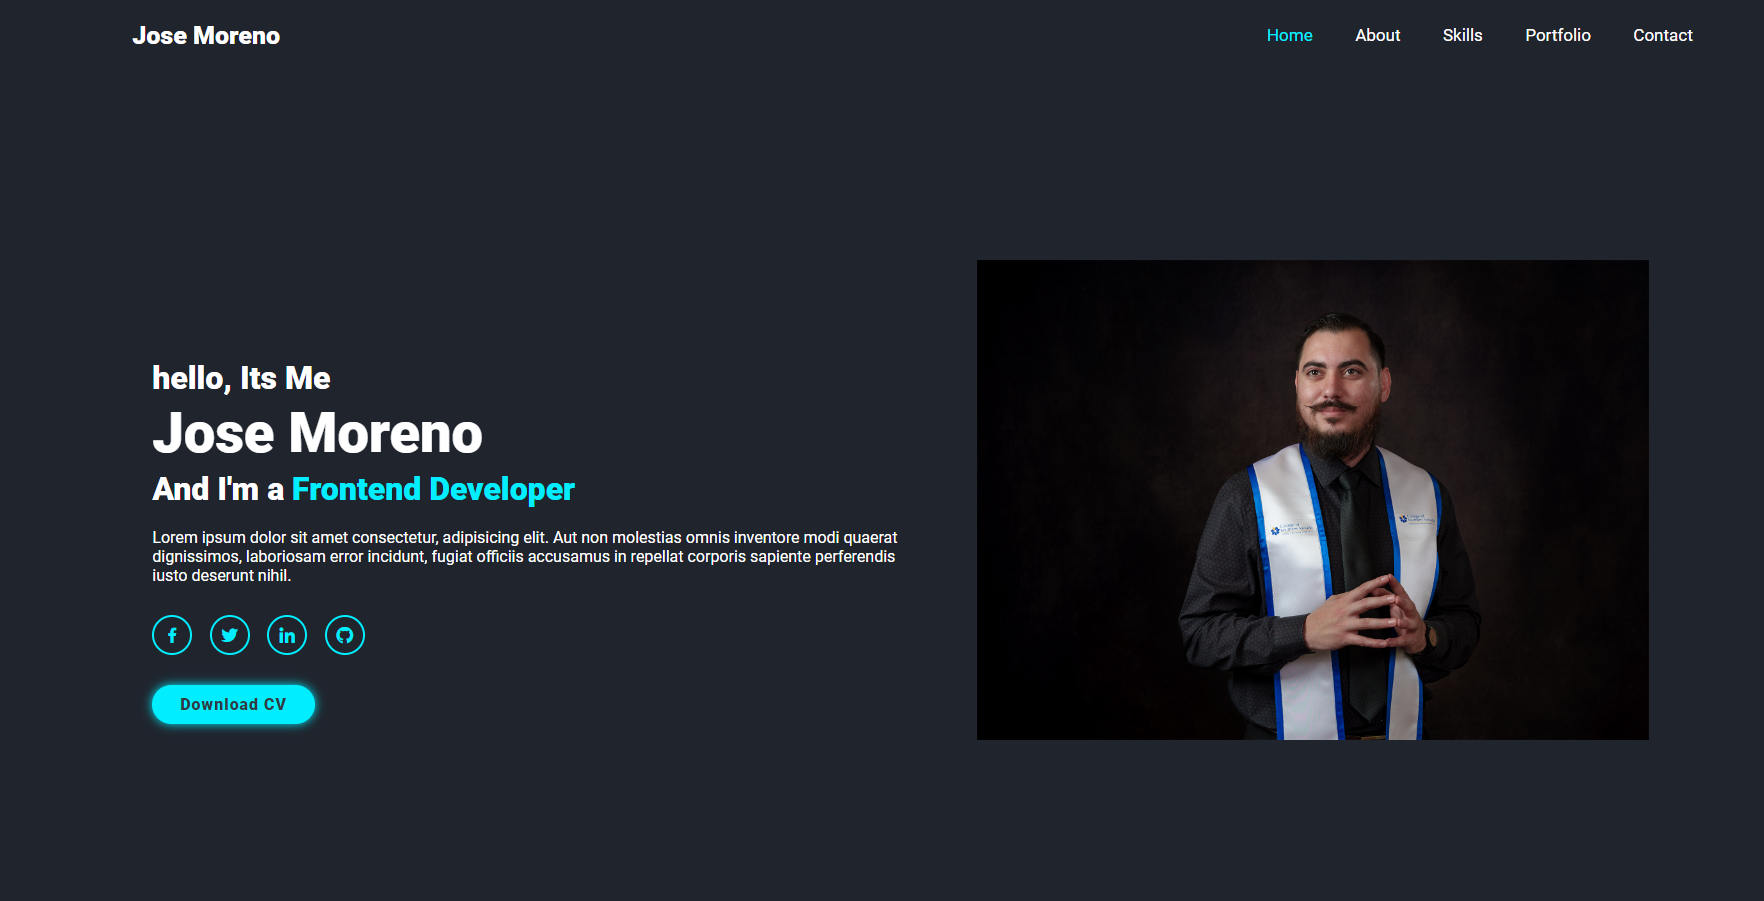 Jose Moreno
Home About Skills Portfolio Contact
hello, Its Me
Jose Moreno
And I'm a Frontend Developer
Lorem ipsum dolor sit amet consectetur, adipisicing elit. Aut non molestias omnis inventore modi quaerat
dignissimos, laboriosam error incidunt, fugiat officiis accusamus in repellat corporis sapiente perferendis
iusto deserunt nihil.
Download CV